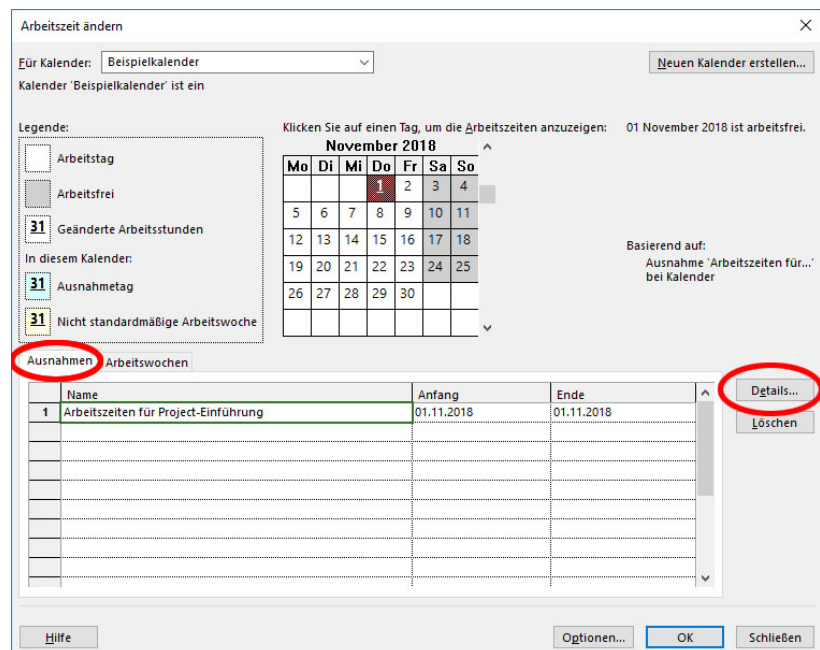 Arbeitszeit ändern
Für Kalender: Beispielkalender
Neuen Kalender erstellen...
Kalender 'Beispielkalender' ist ein
Legende:
Arbeitstag
Arbeitsfrei
31 Geänderte Arbeitsstunden
In diesem Kalender:
31 Ausnahmetag
31 Nicht standardmäßige Arbeitswoche
Klicken Sie auf einen Tag, um die Arbeitszeiten anzuzeigen:
November 2018
Mo Di Mi Do Fr Sa So
1 2 3 4
5 6 7 8 9 10 11
12 13 14 15 16 17 18
19 20 21 22 23 24 25
26 27 28 29 30
01 November 2018 ist arbeitsfrei.
Basierend auf:
Ausnahme 'Arbeitszeiten für...'
bei Kalender
Ausnahmen Arbeitswochen
Name Anfang Ende
1 Arbeitszeiten für Project-Einführung 01.11.2018 01.11.2018
Details...
Löschen
Hilfe Optionen... OK Schließen